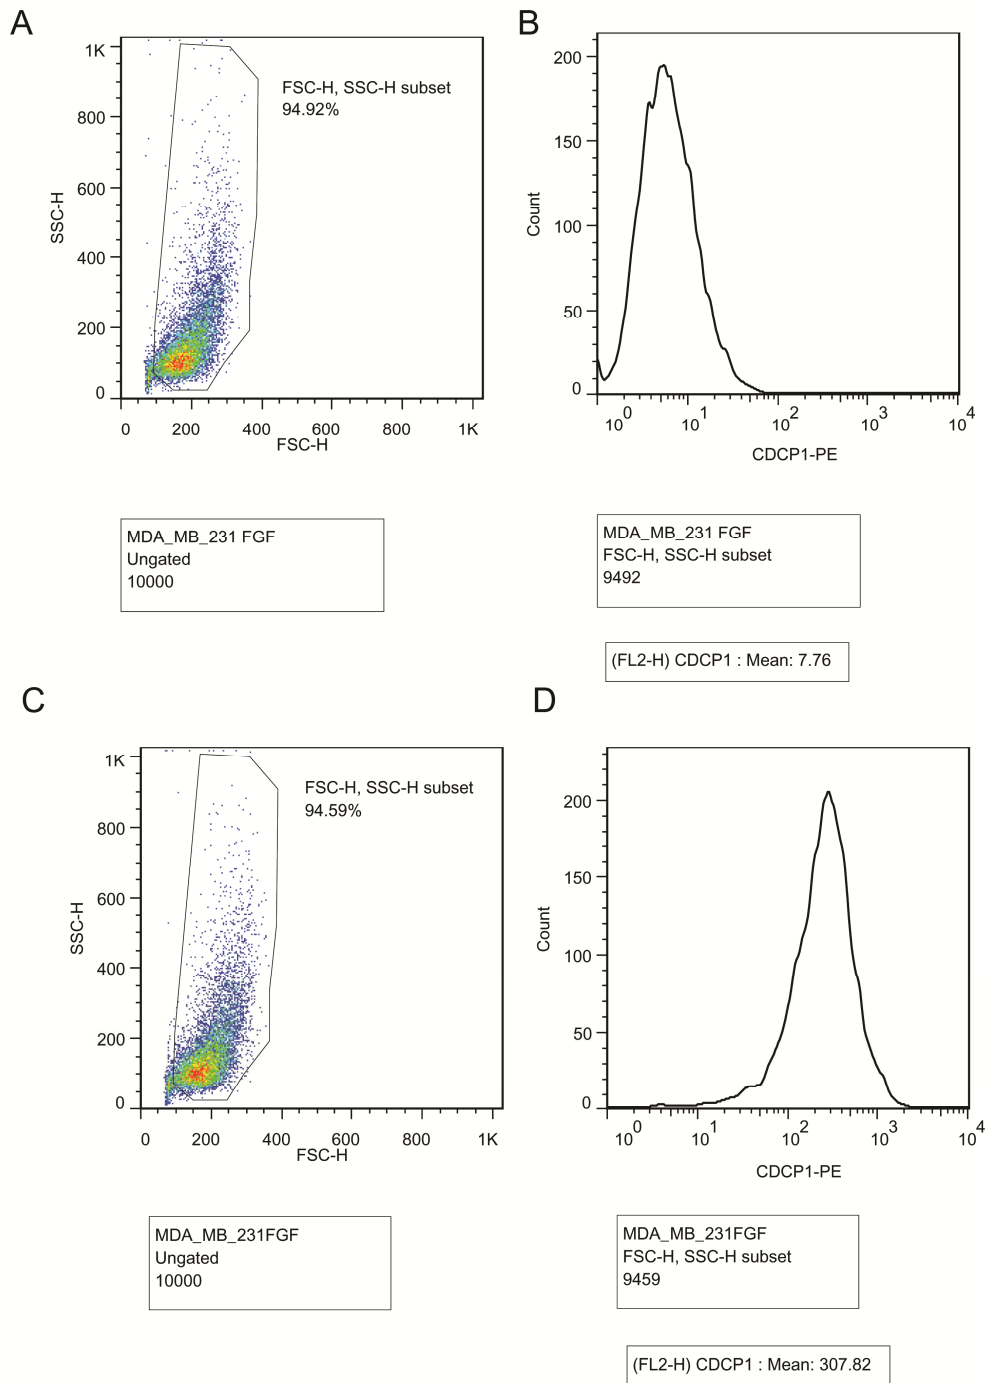 A
1K
800
600
400
200
0
SSC-H
FSC-H, SSC-H subset
94.92%
0 200 400 600 800 1K
FSC-H
MDA_MB_231 FGF
Ungated
10000
B
200
150
100
50
0
Count
10^0 10^1 10^2 10^3 10^4
CDCP1-PE
MDA_MB_231 FGF
FSC-H, SSC-H subset
9492
(FL2-H) CDCP1 : Mean: 7.76
C
1K
800
600
400
200
0
SSC-H
FSC-H, SSC-H subset
94.59%
0 200 400 600 800 1K
FSC-H
MDA_MB_231FGF
Ungated
10000
D
200
150
100
50
0
Count
10^0 10^1 10^2 10^3 10^4
CDCP1-PE
MDA_MB_231FGF
FSC-H, SSC-H subset
9459
(FL2-H) CDCP1 : Mean: 307.82